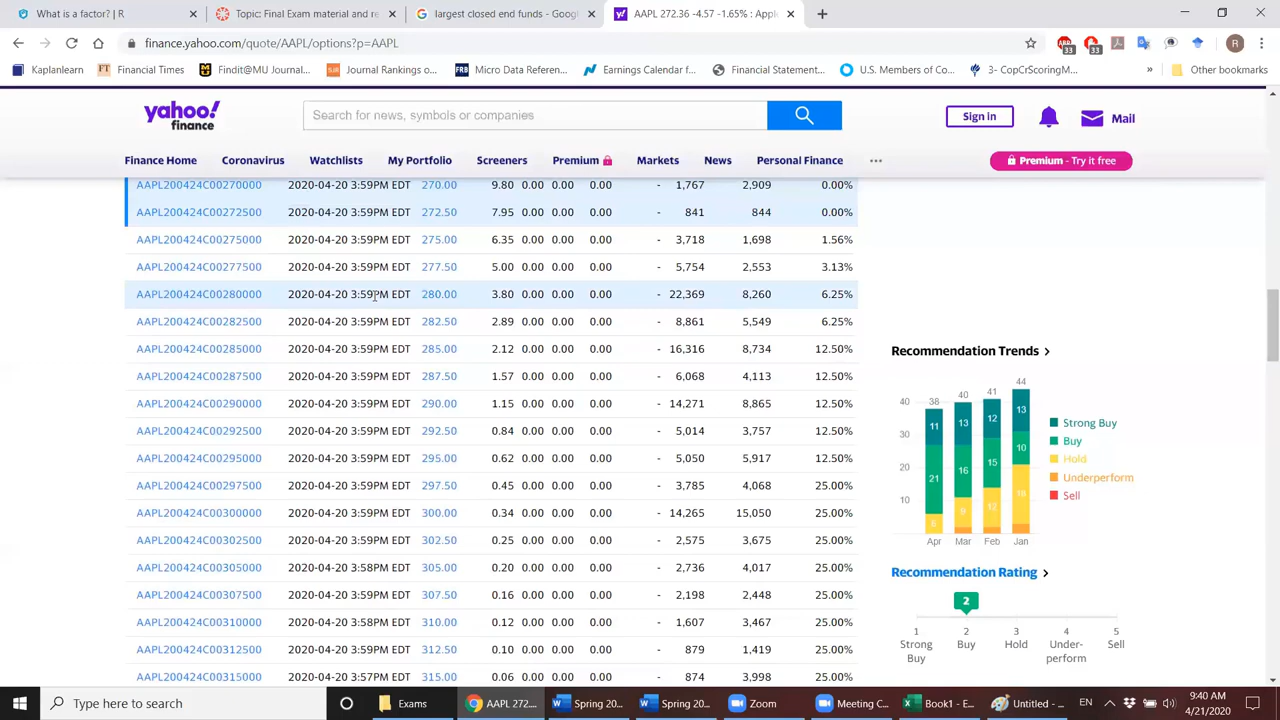 What is a factor? | R
Topic: Final Exam material and re
largest closed end funds - Goog
AAPL 272.36 -4.57 -1.65% : Appl
finance.yahoo.com/quote/AAPL/options?p=AAPL
33
33
R
Kaplanlearn
Financial Times
Findit@MU Journal...
Journal Rankings o...
Micro Data Referen...
Earnings Calendar f...
Financial Statement...
U.S. Members of Co...
3- CopCrScoringM...
»
Other bookmarks
yahoo!
finance
Search for news, symbols or companies
Sign in
Mail
Finance Home Coronavirus Watchlists My Portfolio Screeners Premium Markets News Personal Finance ...
Premium - Try it free
AAPL200424C00270000 2020-04-20 3:59PM EDT 270.00 9.80 0.00 0.00 0.00 - 1,767 2,909 0.00%
AAPL200424C00272500 2020-04-20 3:59PM EDT 272.50 7.95 0.00 0.00 0.00 - 841 844 0.00%
AAPL200424C00275000 2020-04-20 3:59PM EDT 275.00 6.35 0.00 0.00 0.00 - 3,718 1,698 1.56%
AAPL200424C00277500 2020-04-20 3:59PM EDT 277.50 5.00 0.00 0.00 0.00 - 5,754 2,553 3.13%
AAPL200424C00280000 2020-04-20 3:59PM EDT 280.00 3.80 0.00 0.00 0.00 - 22,369 8,260 6.25%
AAPL200424C00282500 2020-04-20 3:59PM EDT 282.50 2.89 0.00 0.00 0.00 - 8,861 5,549 6.25%
AAPL200424C00285000 2020-04-20 3:59PM EDT 285.00 2.12 0.00 0.00 0.00 - 16,316 8,734 12.50%
AAPL200424C00287500 2020-04-20 3:59PM EDT 287.50 1.57 0.00 0.00 0.00 - 6,068 4,113 12.50%
AAPL200424C00290000 2020-04-20 3:59PM EDT 290.00 1.15 0.00 0.00 0.00 - 14,271 8,865 12.50%
AAPL200424C00292500 2020-04-20 3:59PM EDT 292.50 0.84 0.00 0.00 0.00 - 5,014 3,757 12.50%
AAPL200424C00295000 2020-04-20 3:59PM EDT 295.00 0.62 0.00 0.00 0.00 - 5,050 5,917 12.50%
AAPL200424C00297500 2020-04-20 3:59PM EDT 297.50 0.45 0.00 0.00 0.00 - 3,785 4,068 25.00%
AAPL200424C00300000 2020-04-20 3:59PM EDT 300.00 0.34 0.00 0.00 0.00 - 14,265 15,050 25.00%
AAPL200424C00302500 2020-04-20 3:59PM EDT 302.50 0.25 0.00 0.00 0.00 - 2,575 3,675 25.00%
AAPL200424C00305000 2020-04-20 3:58PM EDT 305.00 0.20 0.00 0.00 0.00 - 2,736 4,017 25.00%
AAPL200424C00307500 2020-04-20 3:59PM EDT 307.50 0.16 0.00 0.00 0.00 - 2,198 2,448 25.00%
AAPL200424C00310000 2020-04-20 3:58PM EDT 310.00 0.12 0.00 0.00 0.00 - 1,607 3,467 25.00%
AAPL200424C00312500 2020-04-20 3:59PM EDT 312.50 0.10 0.00 0.00 0.00 - 879 1,419 25.00%
AAPL200424C00315000 2020-04-20 3:59PM EDT 315.00 0.06 0.00 0.00 0.00 - 874 3,998 25.00%
Recommendation Trends
40 30 20 10
38 40 41 44
11 13 12 13
21 16 15 10
6 8 12 18
Apr Mar Feb Jan
Strong Buy
Buy
Hold
Underperform
Sell
Recommendation Rating
2
1 2 3 4 5
Strong Buy Hold Under- Sell
Buy perform
Type here to search
Exams
AAPL 272....
Spring 20...
Spring 20...
Zoom
Meeting C...
Book1 - E...
Untitled - ...
EN
9:40 AM
4/21/2020